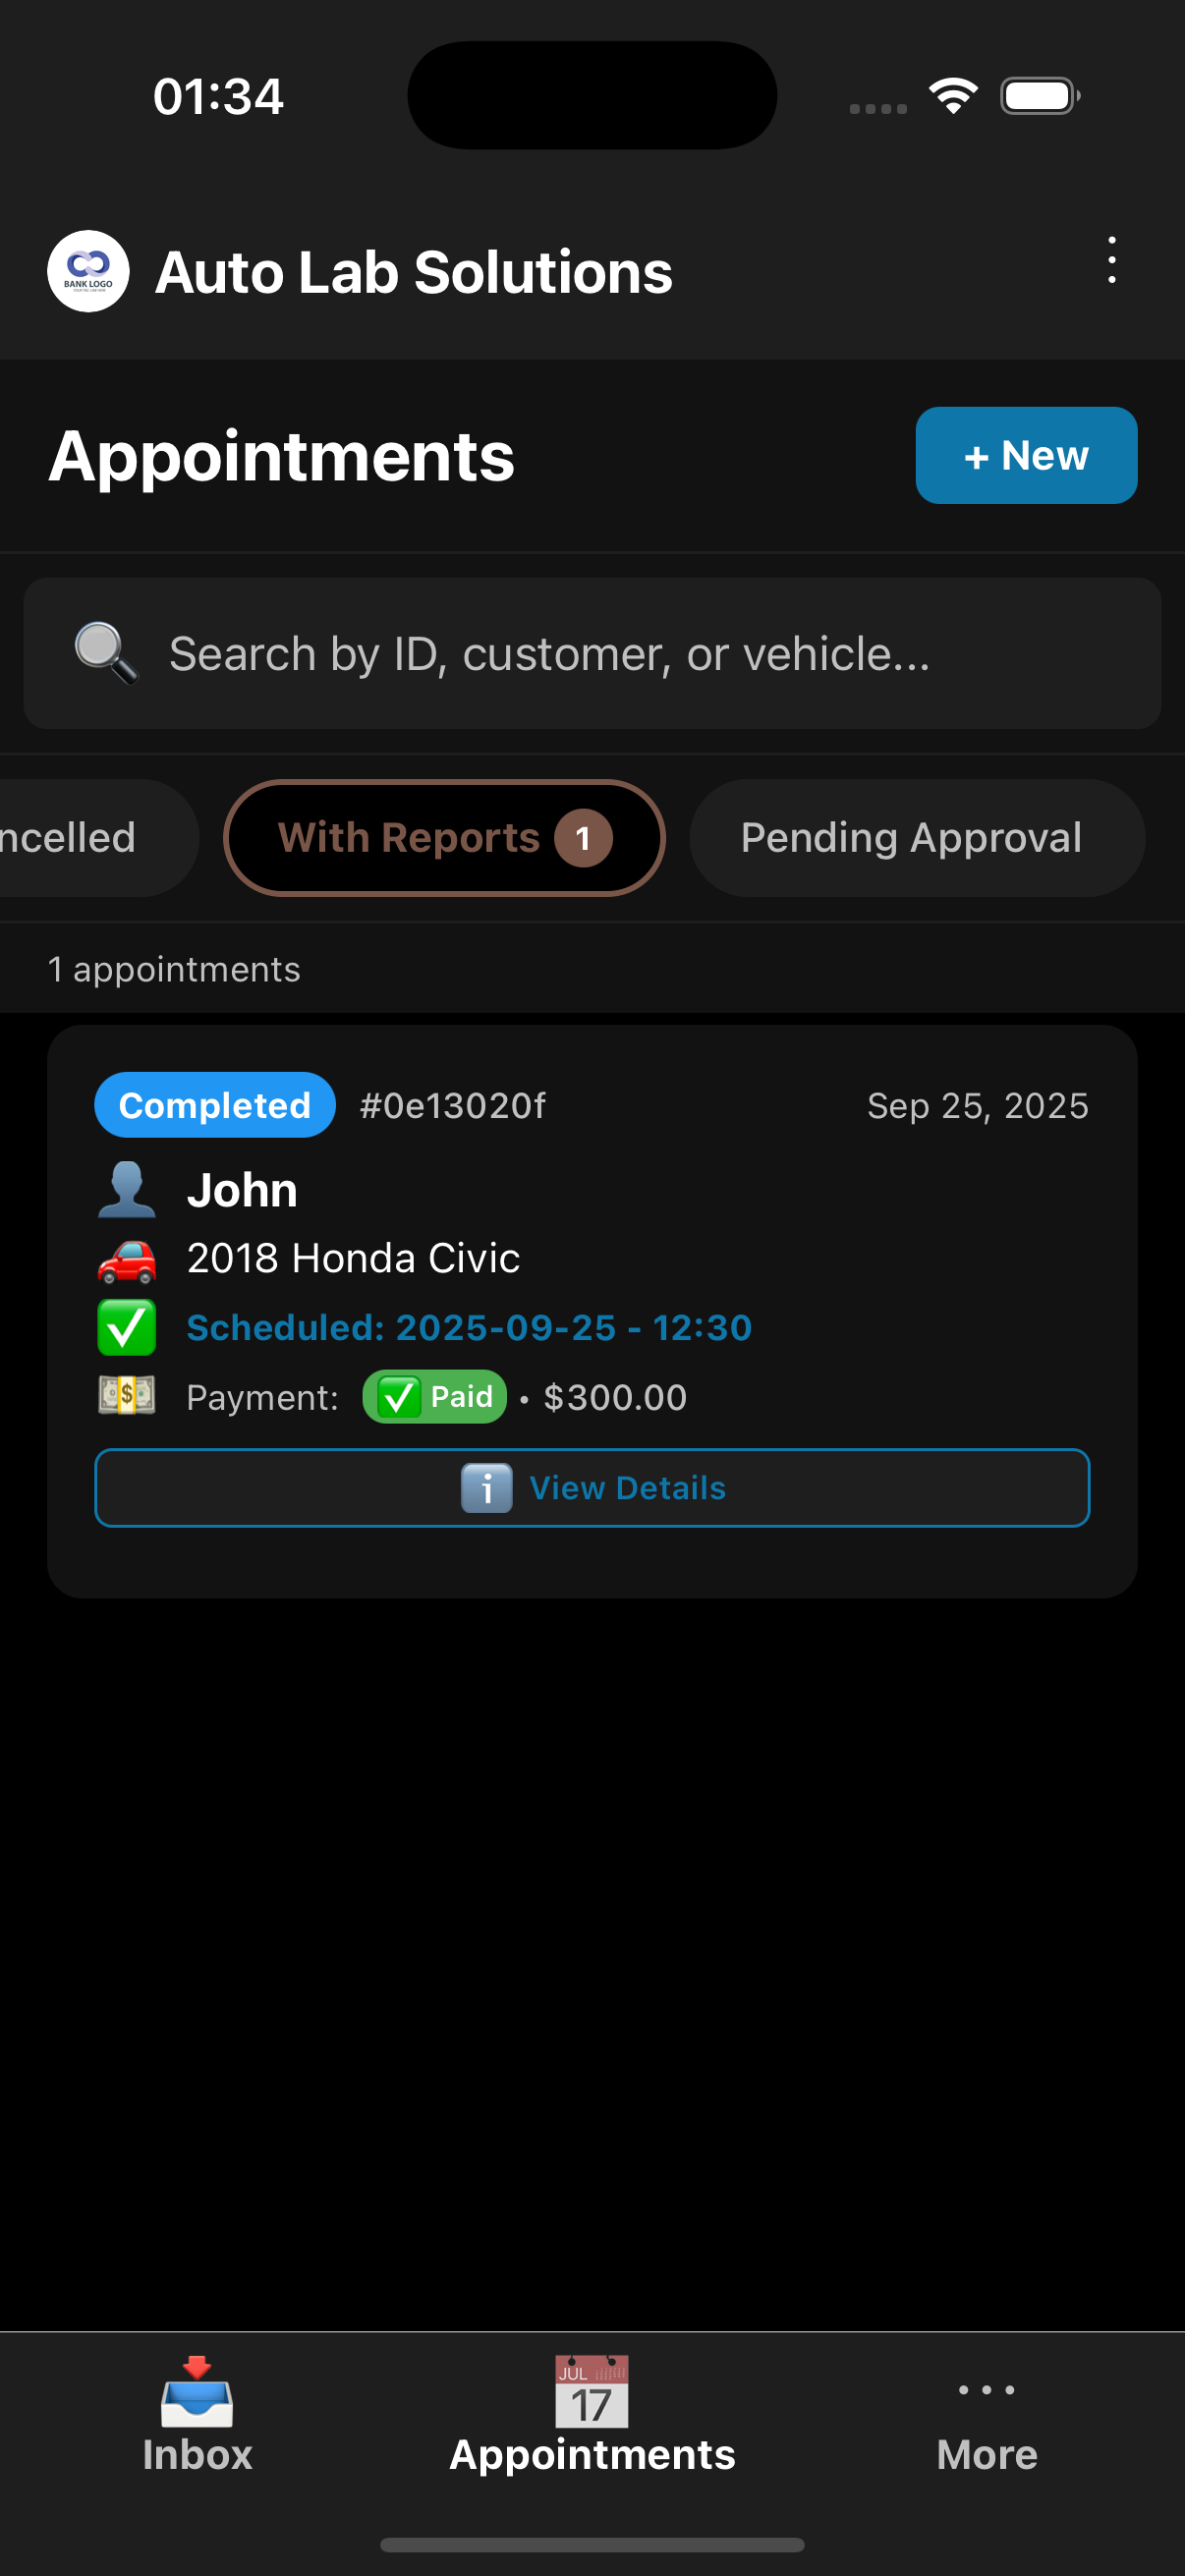 01:34
BANK LOGO
Auto Lab Solutions
Appointments
+ New
Search by ID, customer, or vehicle...
ncelled
With Reports 1
Pending Approval
1 appointments
Completed #0e13020f Sep 25, 2025
John
2018 Honda Civic
Scheduled: 2025-09-25 - 12:30
Payment: Paid • $300.00
View Details
JUL
17
Inbox
Appointments
More